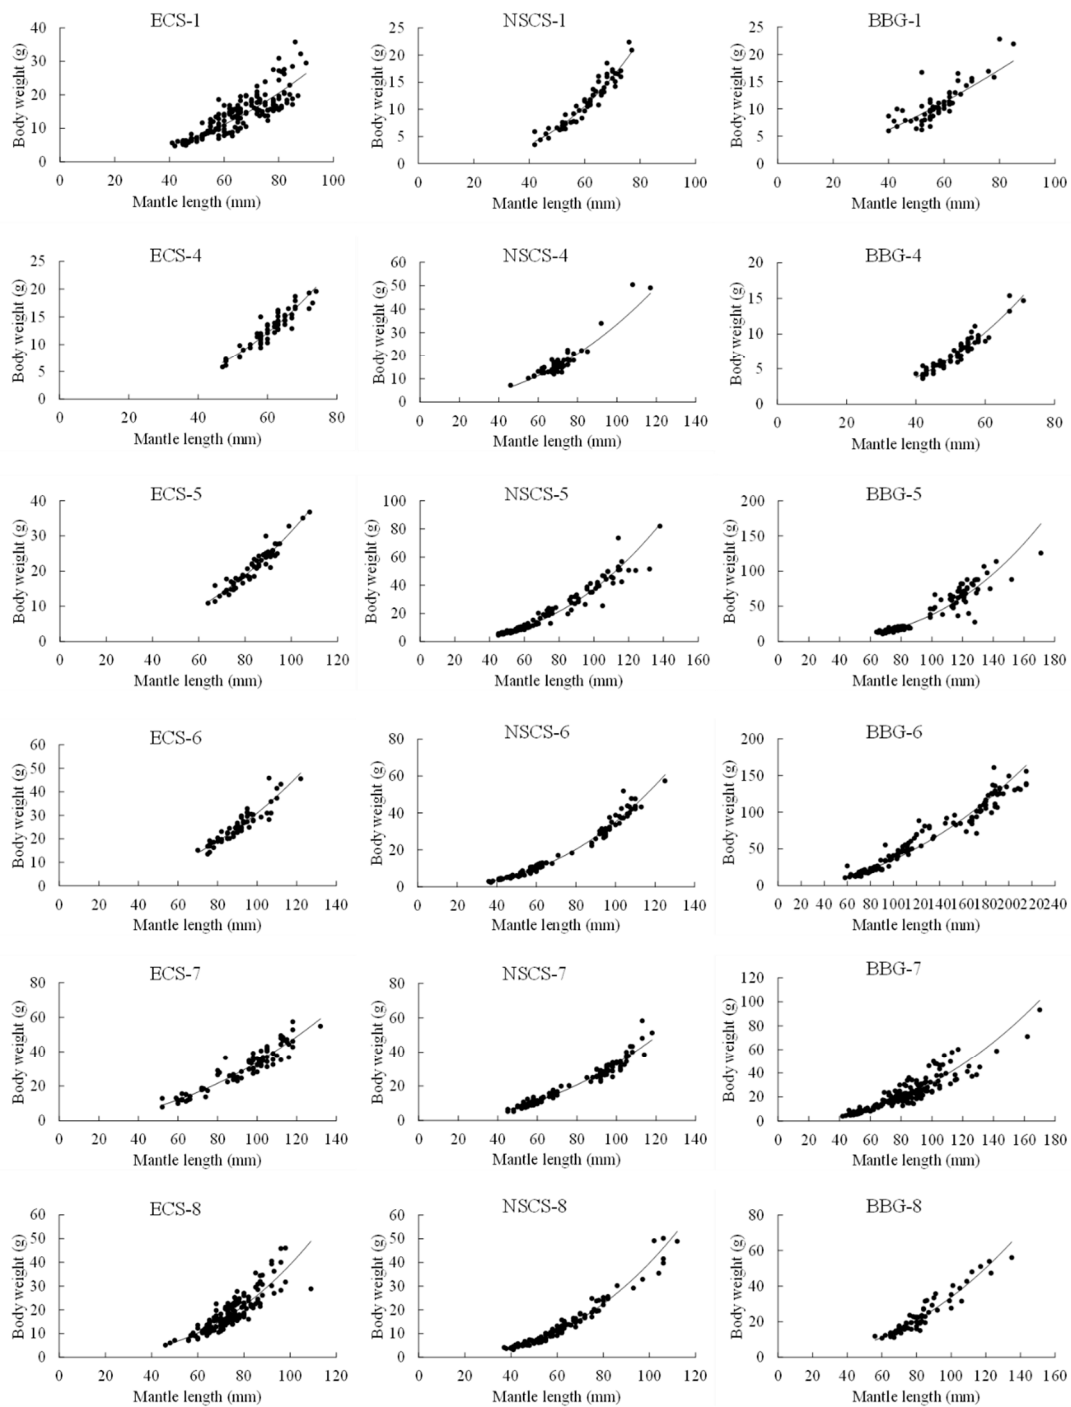 ECS-1 NSCS-1 BBG-1
Body weight (g) Body weight (g) Body weight (g)
40 30 20 10 0
25 20 15 10 5 0
25 20 15 10 5 0
0 20 40 60 80 100 0 20 40 60 80 100 0 20 40 60 80 100
Mantle length (mm) Mantle length (mm) Mantle length (mm)
ECS-4 NSCS-4 BBG-4
Body weight (g) Body weight (g) Body weight (g)
25 20 15 10 5 0
60 50 40 30 20 10 0
20 15 10 5 0
0 20 40 60 80 0 20 40 60 80 100 120 140 0 20 40 60 80
Mantle length (mm) Mantle length (mm) Mantle length (mm)
ECS-5 NSCS-5 BBG-5
Body weight (g) Body weight (g) Body weight (g)
40 30 20 10 0
100 80 60 40 20 0
200 150 100 50 0
0 20 40 60 80 100 120 0 20 40 60 80 100 120 140 160 0 20 40 60 80 100 120 140 160 180
Mantle length (mm) Mantle length (mm) Mantle length (mm)
ECS-6 NSCS-6 BBG-6
Body weight (g) Body weight (g) Body weight (g)
60 50 40 30 20 10 0
80 60 40 20 0
200 150 100 50 0
0 20 40 60 80 100 120 140 0 20 40 60 80 100 120 140 0 20 40 60 80 100 120 140 160 180 200 220 240
Mantle length (mm) Mantle length (mm) Mantle length (mm)
ECS-7 NSCS-7 BBG-7
Body weight (g) Body weight (g) Body weight (g)
80 60 40 20 0
80 60 40 20 0
120 100 80 60 40 20 0
0 20 40 60 80 100 120 140 0 20 40 60 80 100 120 140 0 20 40 60 80 100 120 140 160 180
Mantle length (mm) Mantle length (mm) Mantle length (mm)
ECS-8 NSCS-8 BBG-8
Body weight (g) Body weight (g) Body weight (g)
60 50 40 30 20 10 0
60 50 40 30 20 10 0
80 60 40 20 0
0 20 40 60 80 100 120 0 20 40 60 80 100 120 0 20 40 60 80 100 120 140 160
Mantle length (mm) Mantle length (mm) Mantle length (mm)